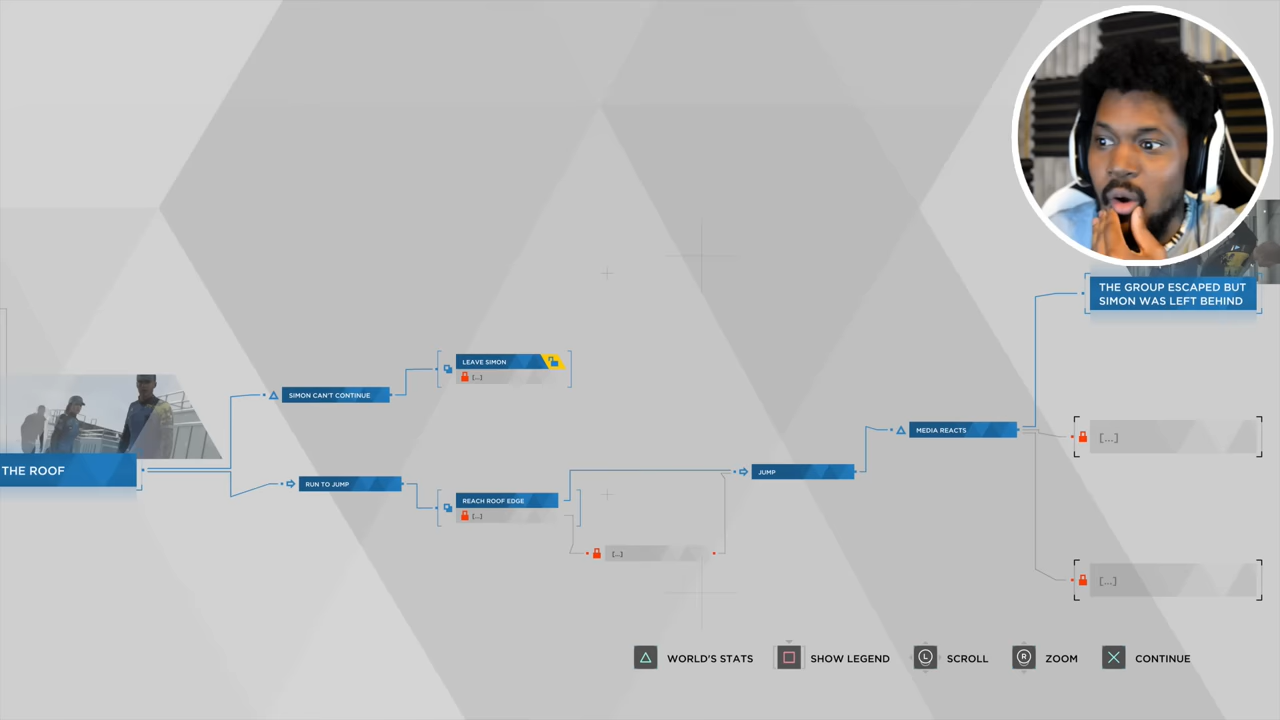 THE GROUP ESCAPED BUT
SIMON WAS LEFT BEHIND
LEAVE SIMON
[...]
SIMON CAN'T CONTINUE
MEDIA REACTS
[...]
THE ROOF
RUN TO JUMP
REACH ROOF EDGE
[...]
JUMP
[...]
[...]
WORLD'S STATS
SHOW LEGEND
L
SCROLL
R
ZOOM
CONTINUE